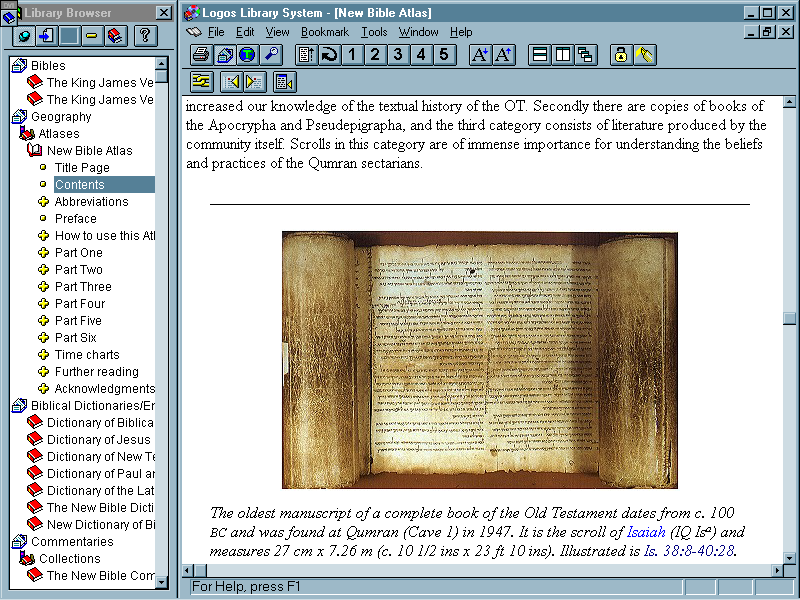 Library Browser
Bibles
The King James Ve
The King James Ve
Geography
Atlases
New Bible Atlas
Title Page
Contents
Abbreviations
Preface
How to use this Atl
Part One
Part Two
Part Three
Part Four
Part Five
Part Six
Time charts
Further reading
Acknowledgments
Biblical Dictionaries/Er
Dictionary of Biblica
Dictionary of Jesus
Dictionary of New Te
Dictionary of Paul ar
Dictionary of the Lat
The New Bible Dicti
New Dictionary of Bi
Commentaries
Collections
The New Bible Com
Logos Library System - [New Bible Atlas]
File Edit View Bookmark Tools Window Help
1 2 3 4 5 A A
increased our knowledge of the textual history of the OT. Secondly there are copies of books of
the Apocrypha and Pseudepigrapha, and the third category consists of literature produced by the
community itself. Scrolls in this category are of immense importance for understanding the beliefs
and practices of the Qumran sectarians.
The oldest manuscript of a complete book of the Old Testament dates from c. 100
BC and was found at Qumran (Cave 1) in 1947. It is the scroll of Isaiah (IQ Isᵃ) and
measures 27 cm x 7.26 m (c. 10 1/2 ins x 23 ft 10 ins). Illustrated is Is. 38:8-40:28.
For Help, press F1